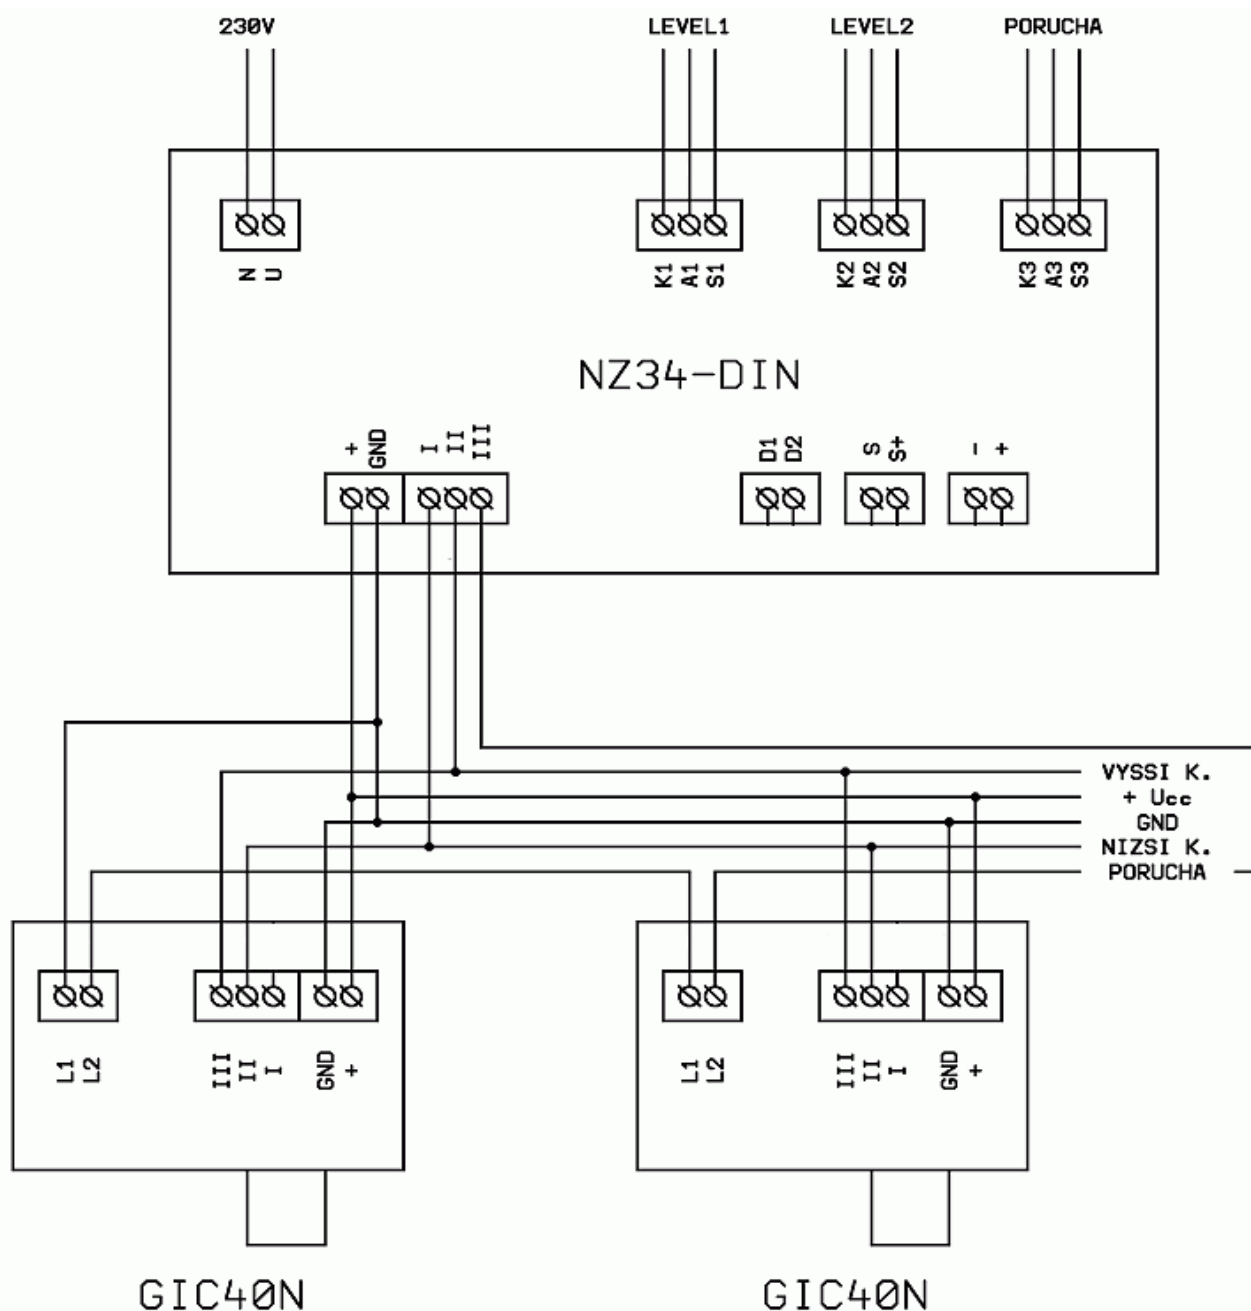 230V LEVEL1 LEVEL2 PORUCHA
N U K1 A1 S1 K2 A2 S2 K3 A3 S3
NZ34-DIN
+ GND I II III D1 D2 S S+ - +
VYSSI K.
+ Ucc
GND
NIZSI K.
PORUCHA
L1 L2 III II I GND + L1 L2 III II I GND +
GIC40N GIC40N